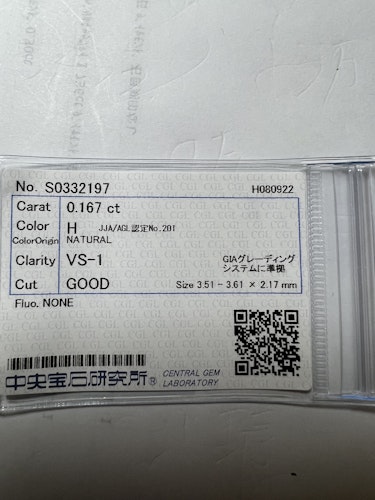 No. S0332197 H080922
Carat 0.167 ct
Color H JJA/AGL認定No.201
ColorOrigin NATURAL
Clarity VS-1 GIAグレーディング
システムに準拠
Cut GOOD Size 3.51 - 3.61 × 2.17 mm
Fluo. NONE
中央宝石研究所® CENTRAL GEM
LABORATORY